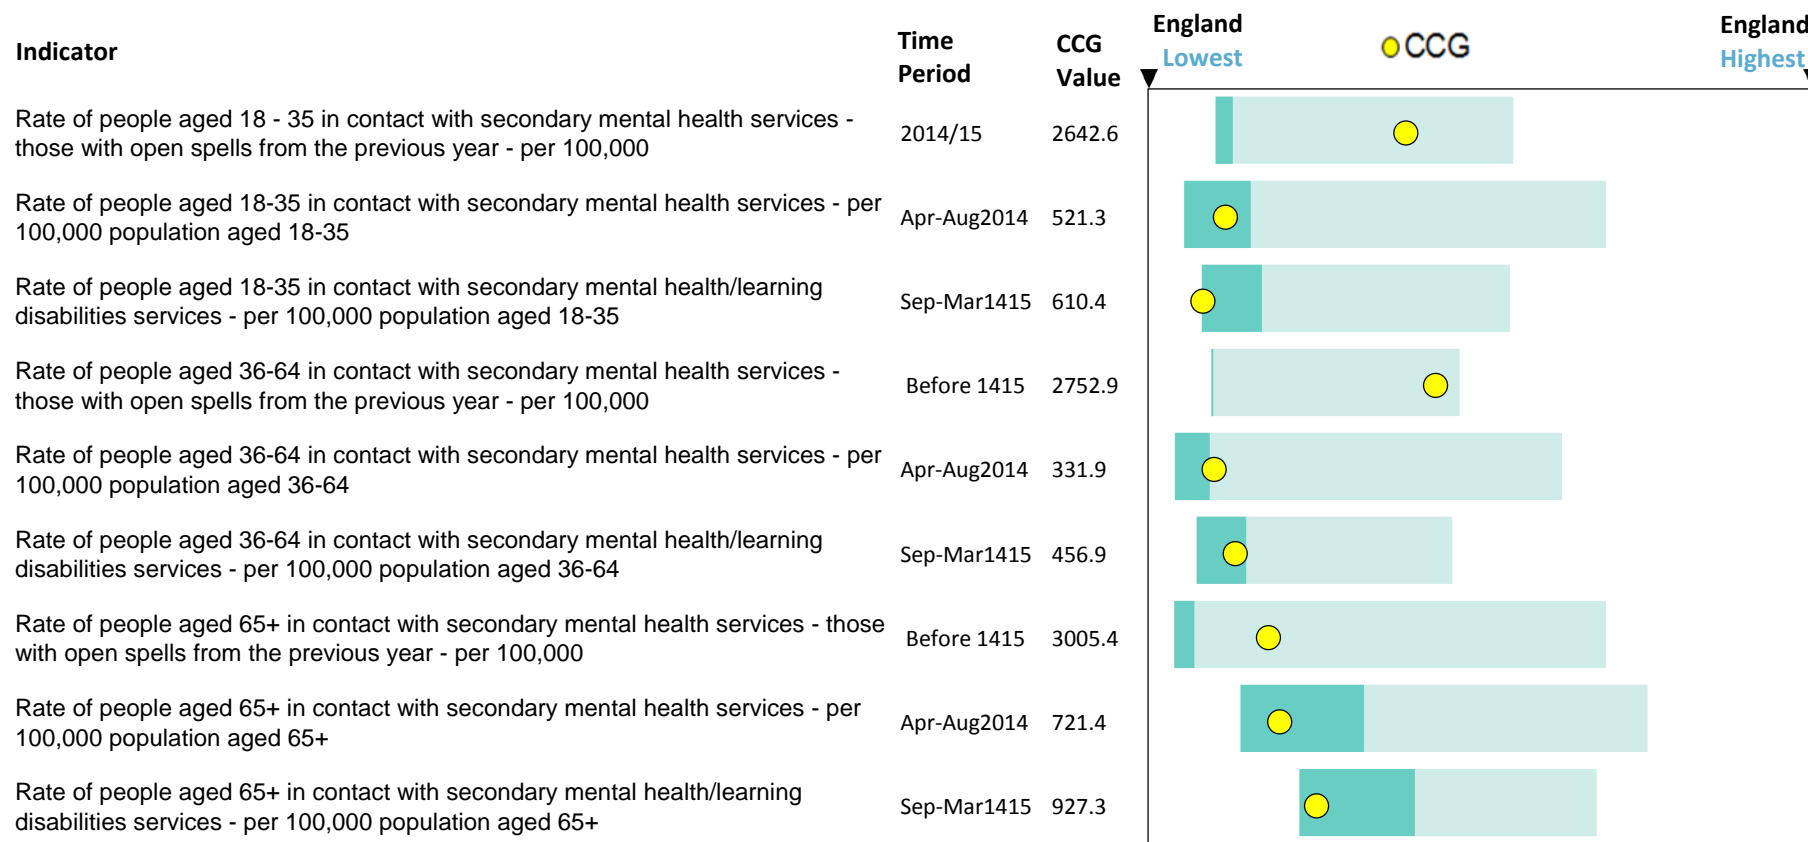 Indicator
Time Period
CCG Value
England Lowest
CCG
England Highest
Rate of people aged 18 - 35 in contact with secondary mental health services -
those with open spells from the previous year - per 100,000
2014/15 2642.6
Rate of people aged 18-35 in contact with secondary mental health services - per
100,000 population aged 18-35
Apr-Aug2014 521.3
Rate of people aged 18-35 in contact with secondary mental health/learning
disabilities services - per 100,000 population aged 18-35
Sep-Mar1415 610.4
Rate of people aged 36-64 in contact with secondary mental health services -
those with open spells from the previous year - per 100,000
Before 1415 2752.9
Rate of people aged 36-64 in contact with secondary mental health services - per
100,000 population aged 36-64
Apr-Aug2014 331.9
Rate of people aged 36-64 in contact with secondary mental health/learning
disabilities services - per 100,000 population aged 36-64
Sep-Mar1415 456.9
Rate of people aged 65+ in contact with secondary mental health services - those
with open spells from the previous year - per 100,000
Before 1415 3005.4
Rate of people aged 65+ in contact with secondary mental health services - per
100,000 population aged 65+
Apr-Aug2014 721.4
Rate of people aged 65+ in contact with secondary mental health/learning
disabilities services - per 100,000 population aged 65+
Sep-Mar1415 927.3